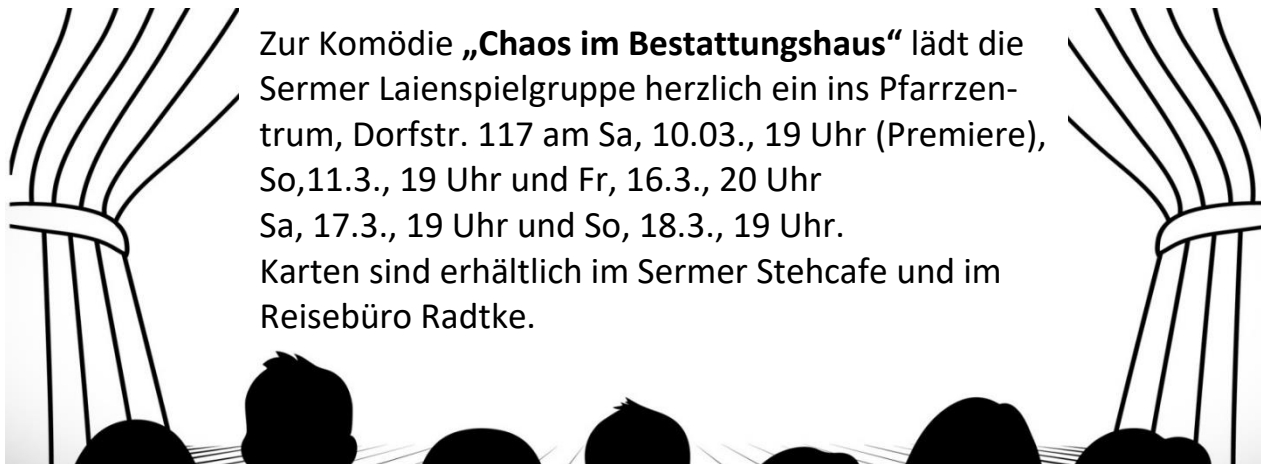 Zur Komödie „Chaos im Bestattungshaus“ lädt die
Sermer Laienspielgruppe herzlich ein ins Pfarrzen-
trum, Dorfstr. 117 am Sa, 10.03., 19 Uhr (Premiere),
So,11.3., 19 Uhr und Fr, 16.3., 20 Uhr
Sa, 17.3., 19 Uhr und So, 18.3., 19 Uhr.
Karten sind erhältlich im Sermer Stehcafe und im
Reisebüro Radtke.